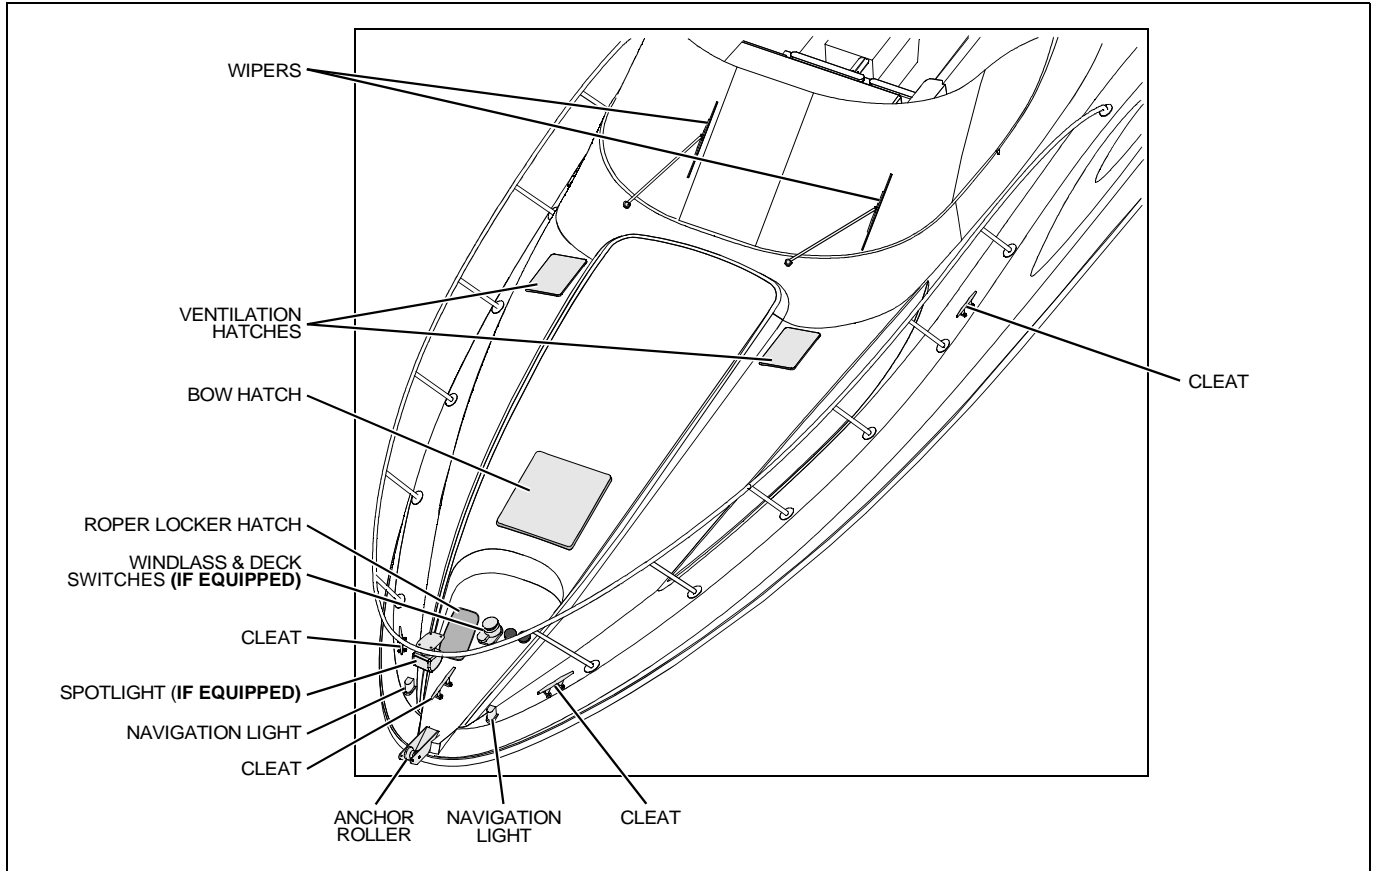 WIPERS
VENTILATION
HATCHES
BOW HATCH
CLEAT
ROPER LOCKER HATCH
WINDLASS & DECK
SWITCHES (IF EQUIPPED)
CLEAT
SPOTLIGHT (IF EQUIPPED)
NAVIGATION LIGHT
CLEAT
ANCHOR
ROLLER
NAVIGATION
LIGHT
CLEAT